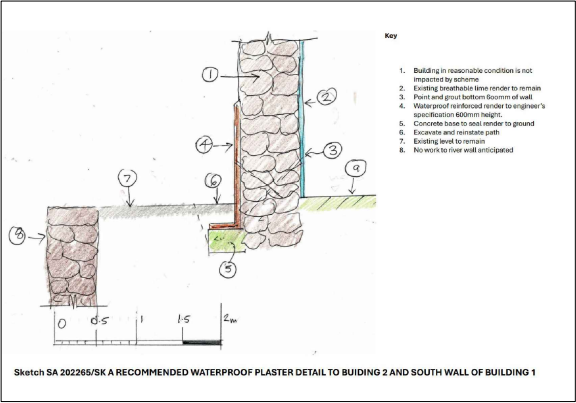 Key
1. Building in reasonable condition is not
impacted by scheme
2. Existing breathable lime render to remain
3. Point and grout bottom 600mm of wall
4. Waterproof reinforced render to engineer's
specification 600mm height.
5. Concrete base to seal render to ground
6. Excavate and reinstate path
7. Existing level to remain
8. No work to river wall anticipated
1
2
4
3
9
7
6
8
5
0 0.5 1 1.5 2m
Sketch SA 202265/SK A RECOMMENDED WATERPROOF PLASTER DETAIL TO BUIDING 2 AND SOUTH WALL OF BUILDING 1